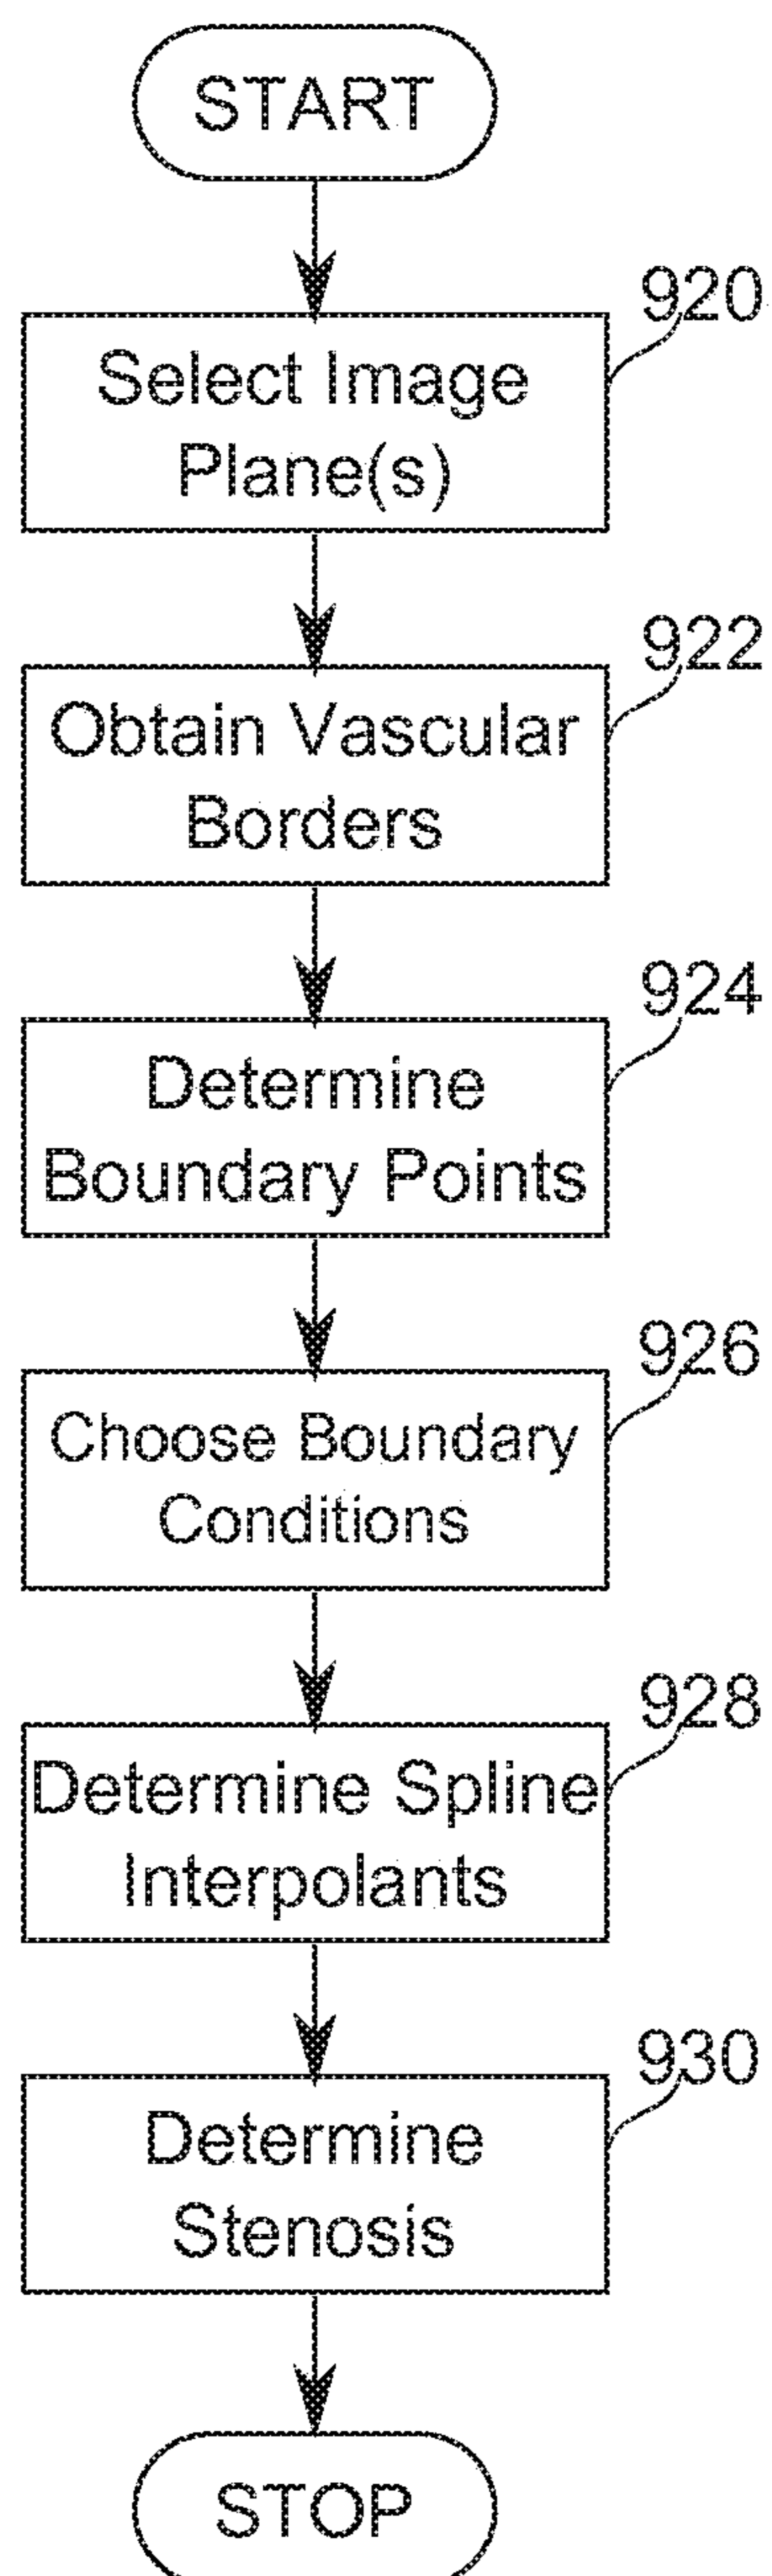 START
920
Select Image
Plane(s)
922
Obtain Vascular
Borders
924
Determine
Boundary Points
926
Choose Boundary
Conditions
928
Determine Spline
Interpolants
930
Determine
Stenosis
STOP